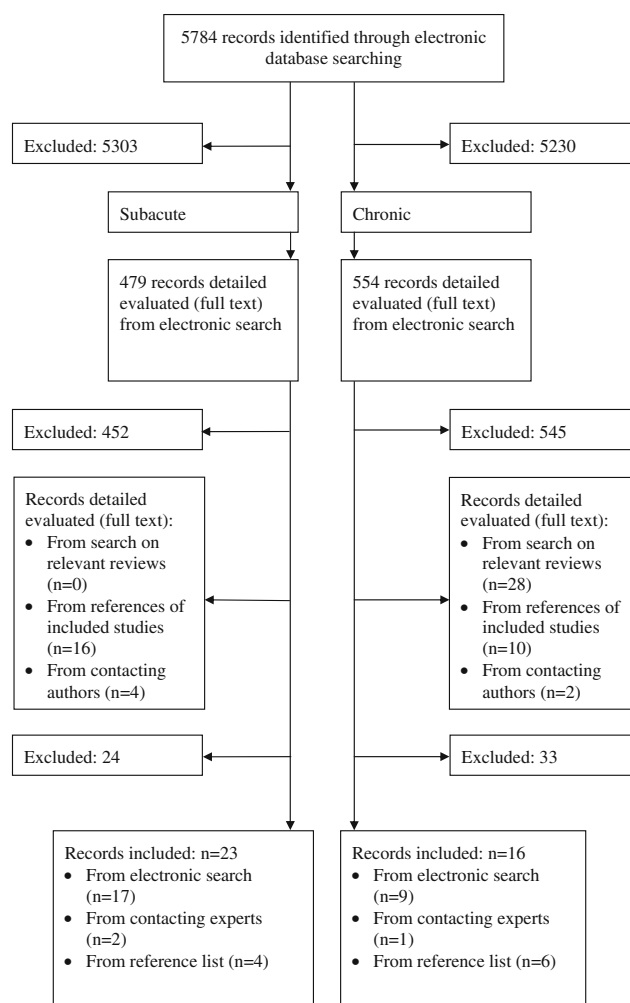 5784 records identified through electronic
database searching
Excluded: 5303
Excluded: 5230
Subacute
Chronic
479 records detailed
evaluated (full text)
from electronic search
554 records detailed
evaluated (full text)
from electronic search
Excluded: 452
Excluded: 545
Records detailed
evaluated (full text):
• From search on
relevant reviews
(n=0)
• From references of
included studies
(n=16)
• From contacting
authors (n=4)
Records detailed
evaluated (full text):
• From search on
relevant reviews
(n=28)
• From references of
included studies
(n=10)
• From contacting
authors (n=2)
Excluded: 24
Excluded: 33
Records included: n=23
• From electronic search
(n=17)
• From contacting experts
(n=2)
• From reference list (n=4)
Records included: n=16
• From electronic search
(n=9)
• From contacting experts
(n=1)
• From reference list (n=6)